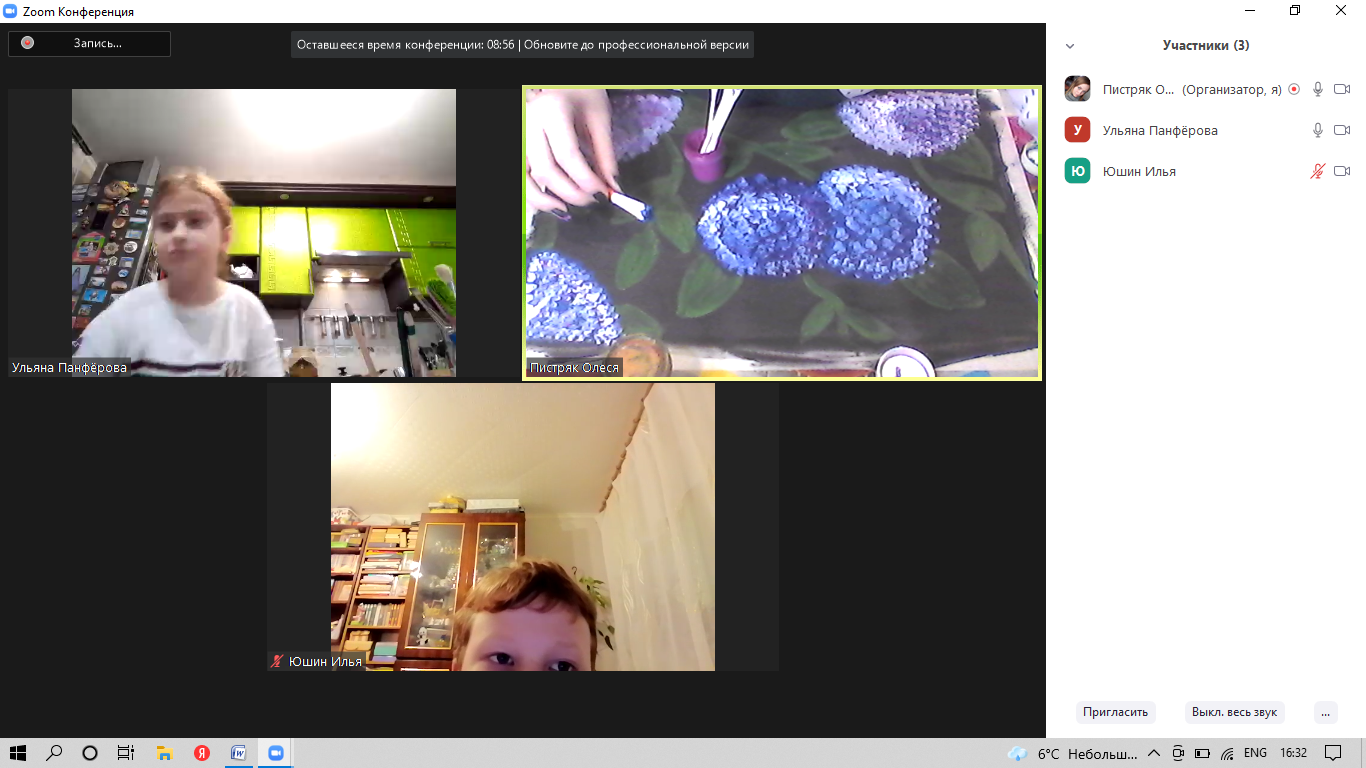 Zoom Конференция
Запись...
Оставшееся время конференции: 08:56 | Обновите до профессиональной версии
Участники (3)
Пистряк О... (Организатор, я)
У Ульяна Панфёрова
Ю Юшин Илья
Ульяна Панфёрова
Пистряк Олеся
Юшин Илья
Пригласить
Выкл. весь звук
...
Я
W
6°C Небольш...
ENG
16:32